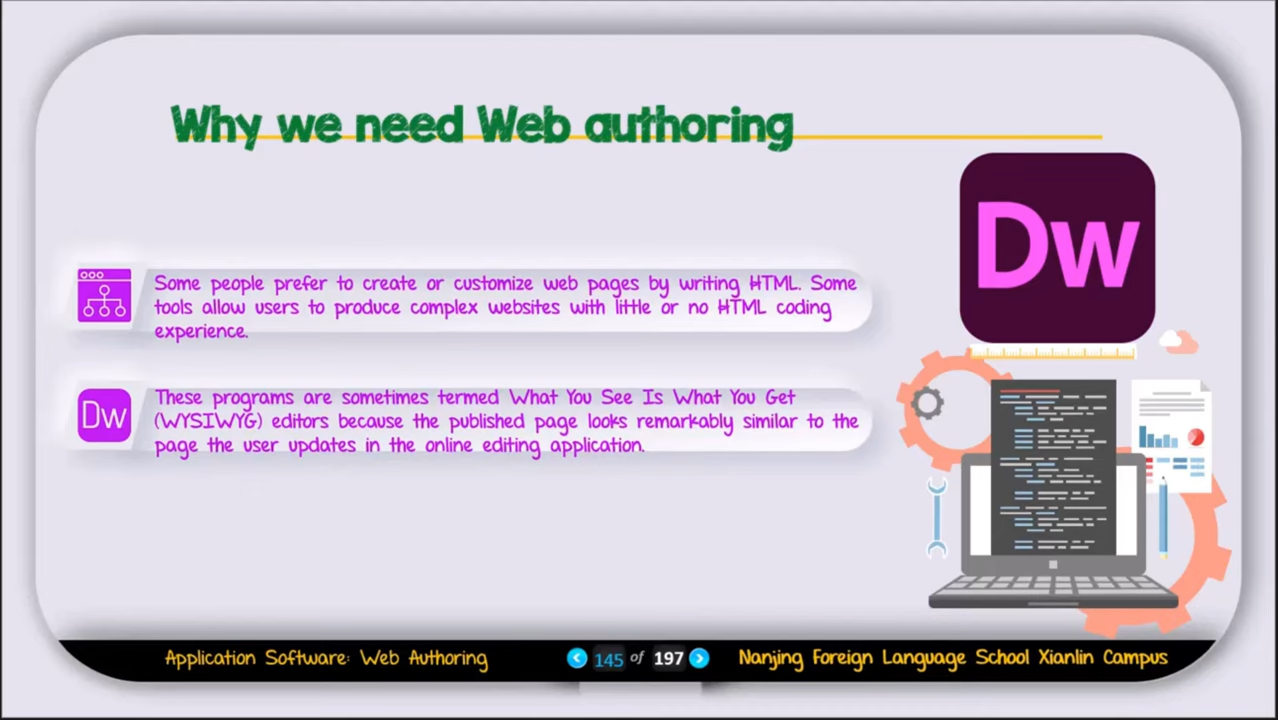 Why we need Web authoring
Dw
Some people prefer to create or customize web pages by writing HTML. Some
tools allow users to produce complex websites with little or no HTML coding
experience.
Dw
These programs are sometimes termed What You See Is What You Get
(WYSIWYG) editors because the published page looks remarkably similar to the
page the user updates in the online editing application.
Application Software: Web Authoring
145 of 197
Nanjing Foreign Language School Xianlin Campus